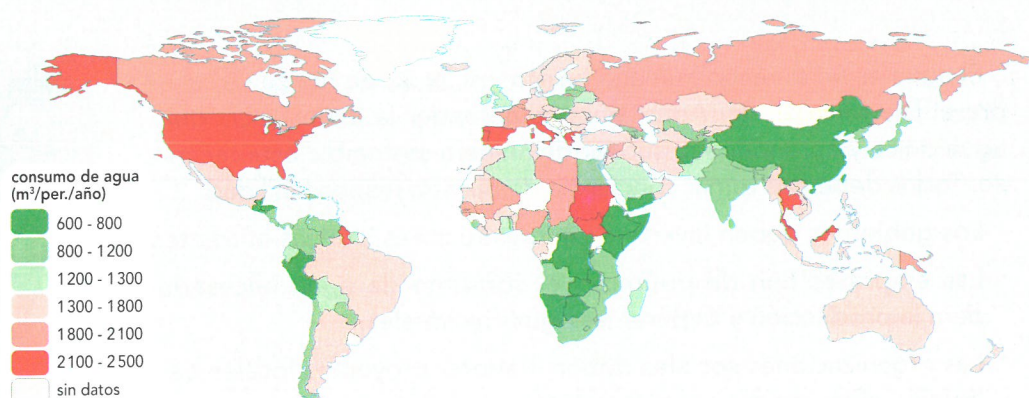 consumo de agua
(m³/per./año)
600 - 800
800 - 1200
1200 - 1300
1300 - 1800
1800 - 2100
2100 - 2500
sin datos